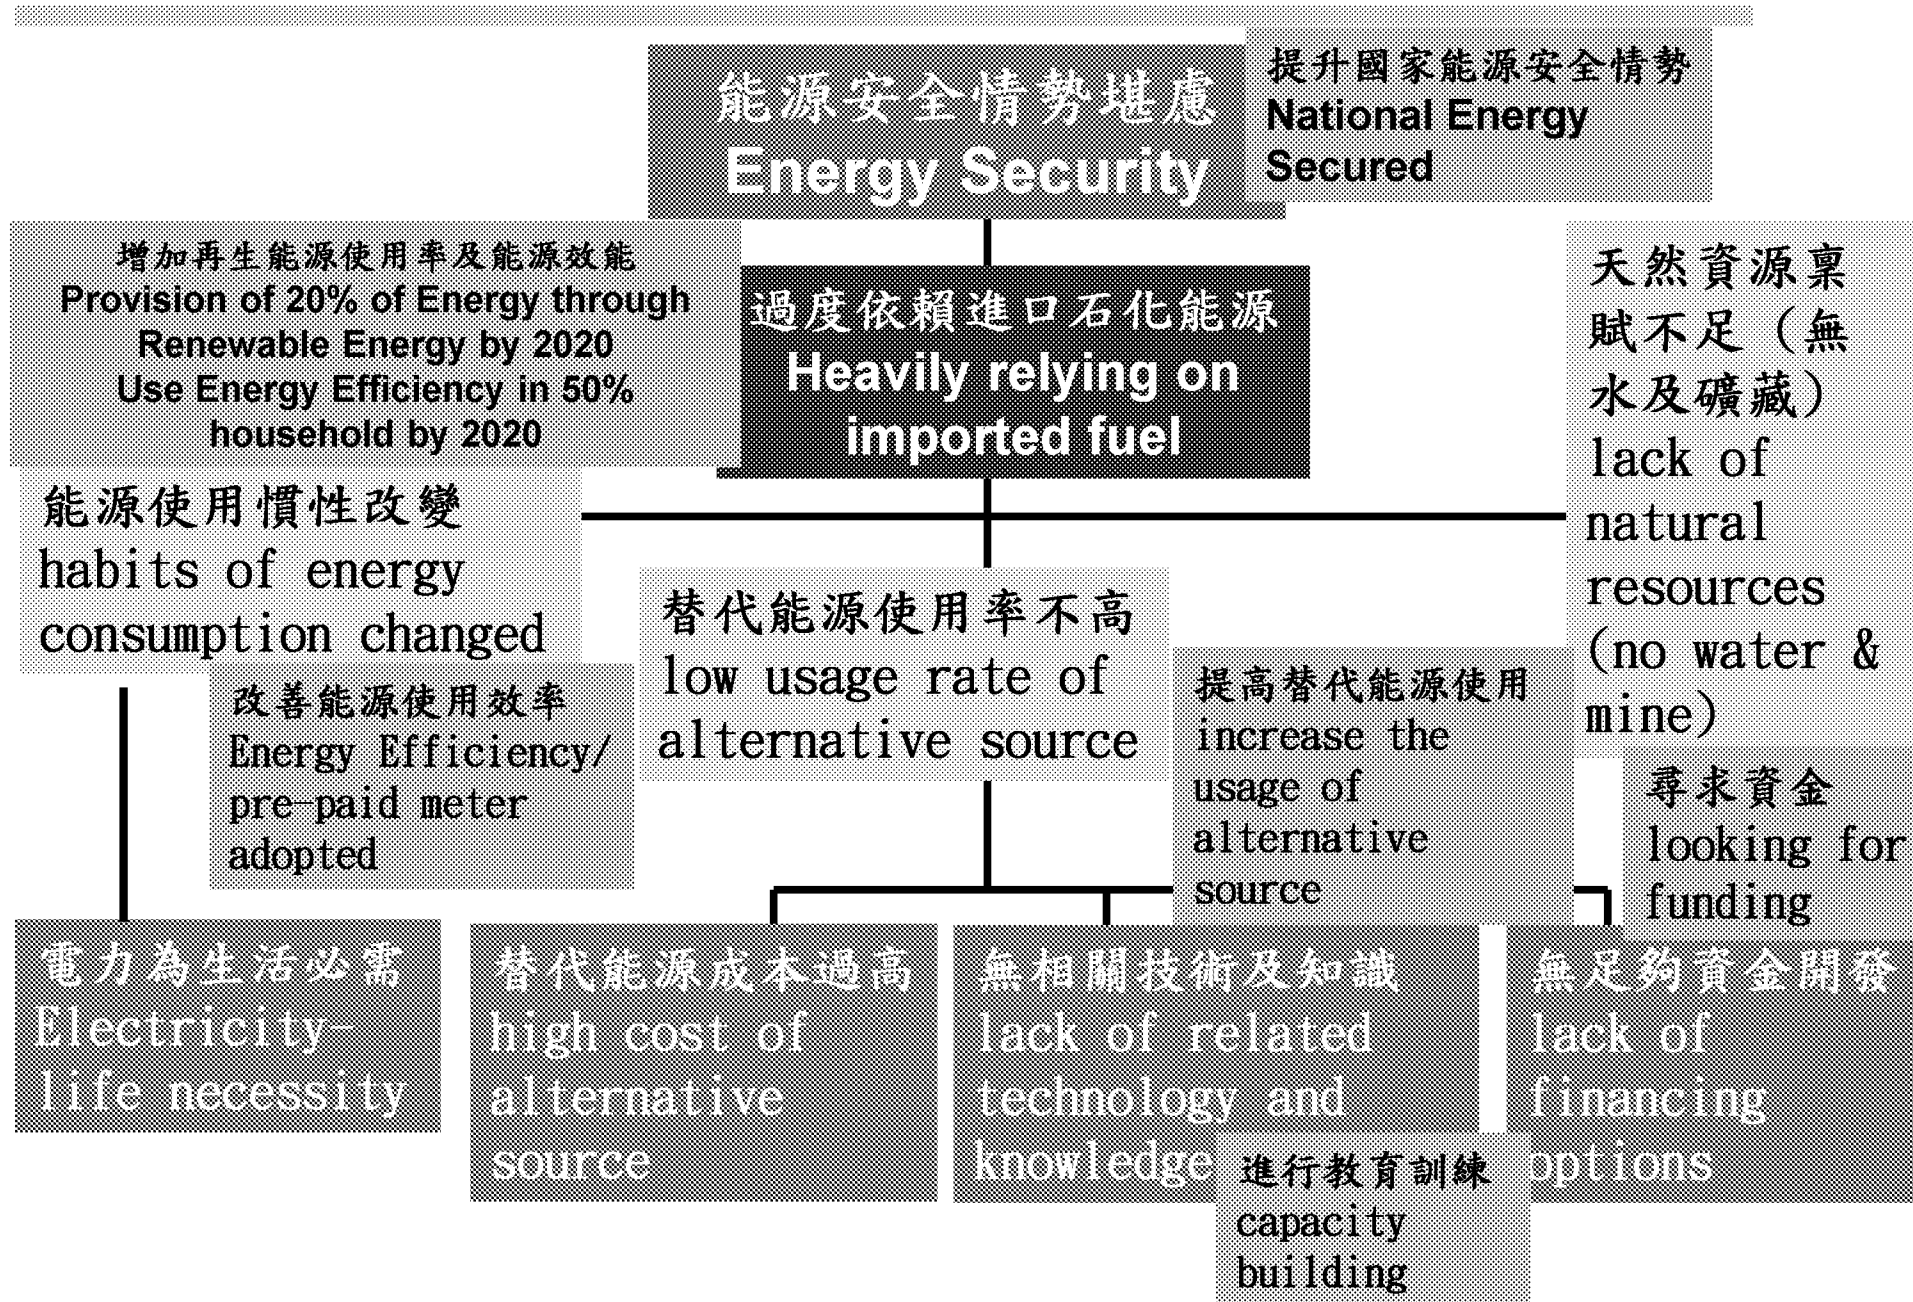 能源安全情勢堪慮
Energy Security
提升國家能源安全情勢
National Energy
Secured
增加再生能源使用率及能源效能
Provision of 20% of Energy through
Renewable Energy by 2020
Use Energy Efficiency in 50%
household by 2020
過度依賴進口石化能源
Heavily relying on
imported fuel
天然資源稟
賦不足（無
水及礦藏）
lack of
natural
resources
(no water &
mine)
能源使用慣性改變
habits of energy
consumption changed
替代能源使用率不高
low usage rate of
alternative source
改善能源使用效率
Energy Efficiency/
pre-paid meter
adopted
提高替代能源使用
increase the
usage of
alternative
source
尋求資金
looking for
funding
電力為生活必需
Electricity-
life necessity
替代能源成本過高
high cost of
alternative
source
無相關技術及知識
lack of related
technology and
knowledge
進行教育訓練
capacity
building
無足夠資金開發
lack of
financing
options